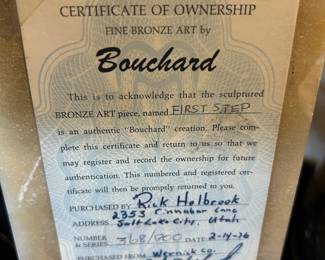 CERTIFICATE OF OWNERSHIP
FINE BRONZE ART by
Bouchard
This is to acknowledge that the sculptured
BRONZE ART piece, named FIRST STEP
is an authentic "Bouchard" creation. Please com-
plete this certificate and return to us so that we
may register and record the ownership for future
authentication. This numbered and registered cer-
tificate will then be promptly returned to you.
PURCHASED BY Rick Holbrook
ADDRESS 2353 Cinnabar Lane
Salt Lake City, Utah
NUMBER
& SERIES 368/900 DATE 2-14-76
PURCHASED FROM Wernick Co.